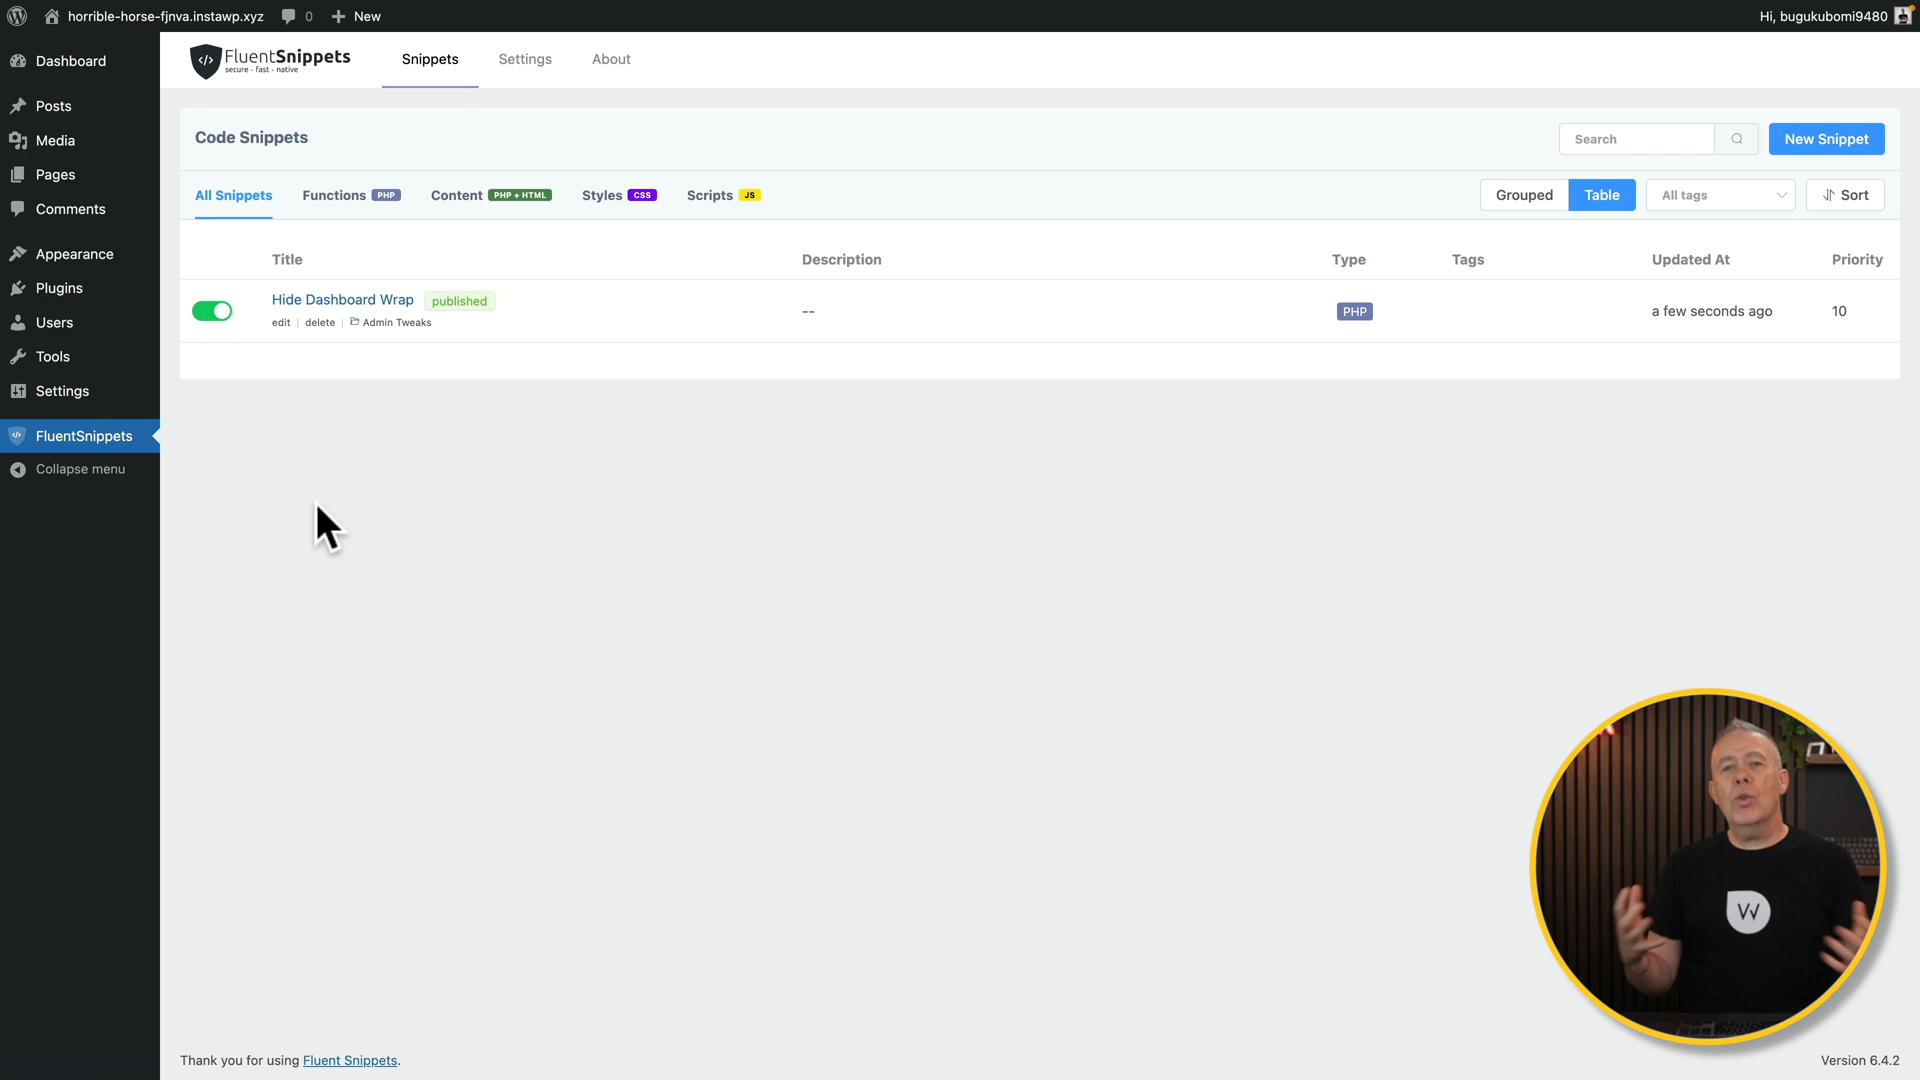 horrible-horse-fjnva.instawp.xyz 0 New Hi, bugukubomi9480
Dashboard
Posts
Media
Pages
Comments
Appearance
Plugins
Users
Tools
Settings
FluentSnippets
Collapse menu
FluentSnippets
secure - fast - native
Snippets Settings About
Code Snippets
Search
New Snippet
All Snippets Functions PHP Content PHP + HTML Styles CSS Scripts JS
Grouped Table All tags Sort
Title Description Type Tags Updated At Priority
Hide Dashboard Wrap published
edit | delete | Admin Tweaks
-- PHP a few seconds ago 10
W
Thank you for using Fluent Snippets.
Version 6.4.2